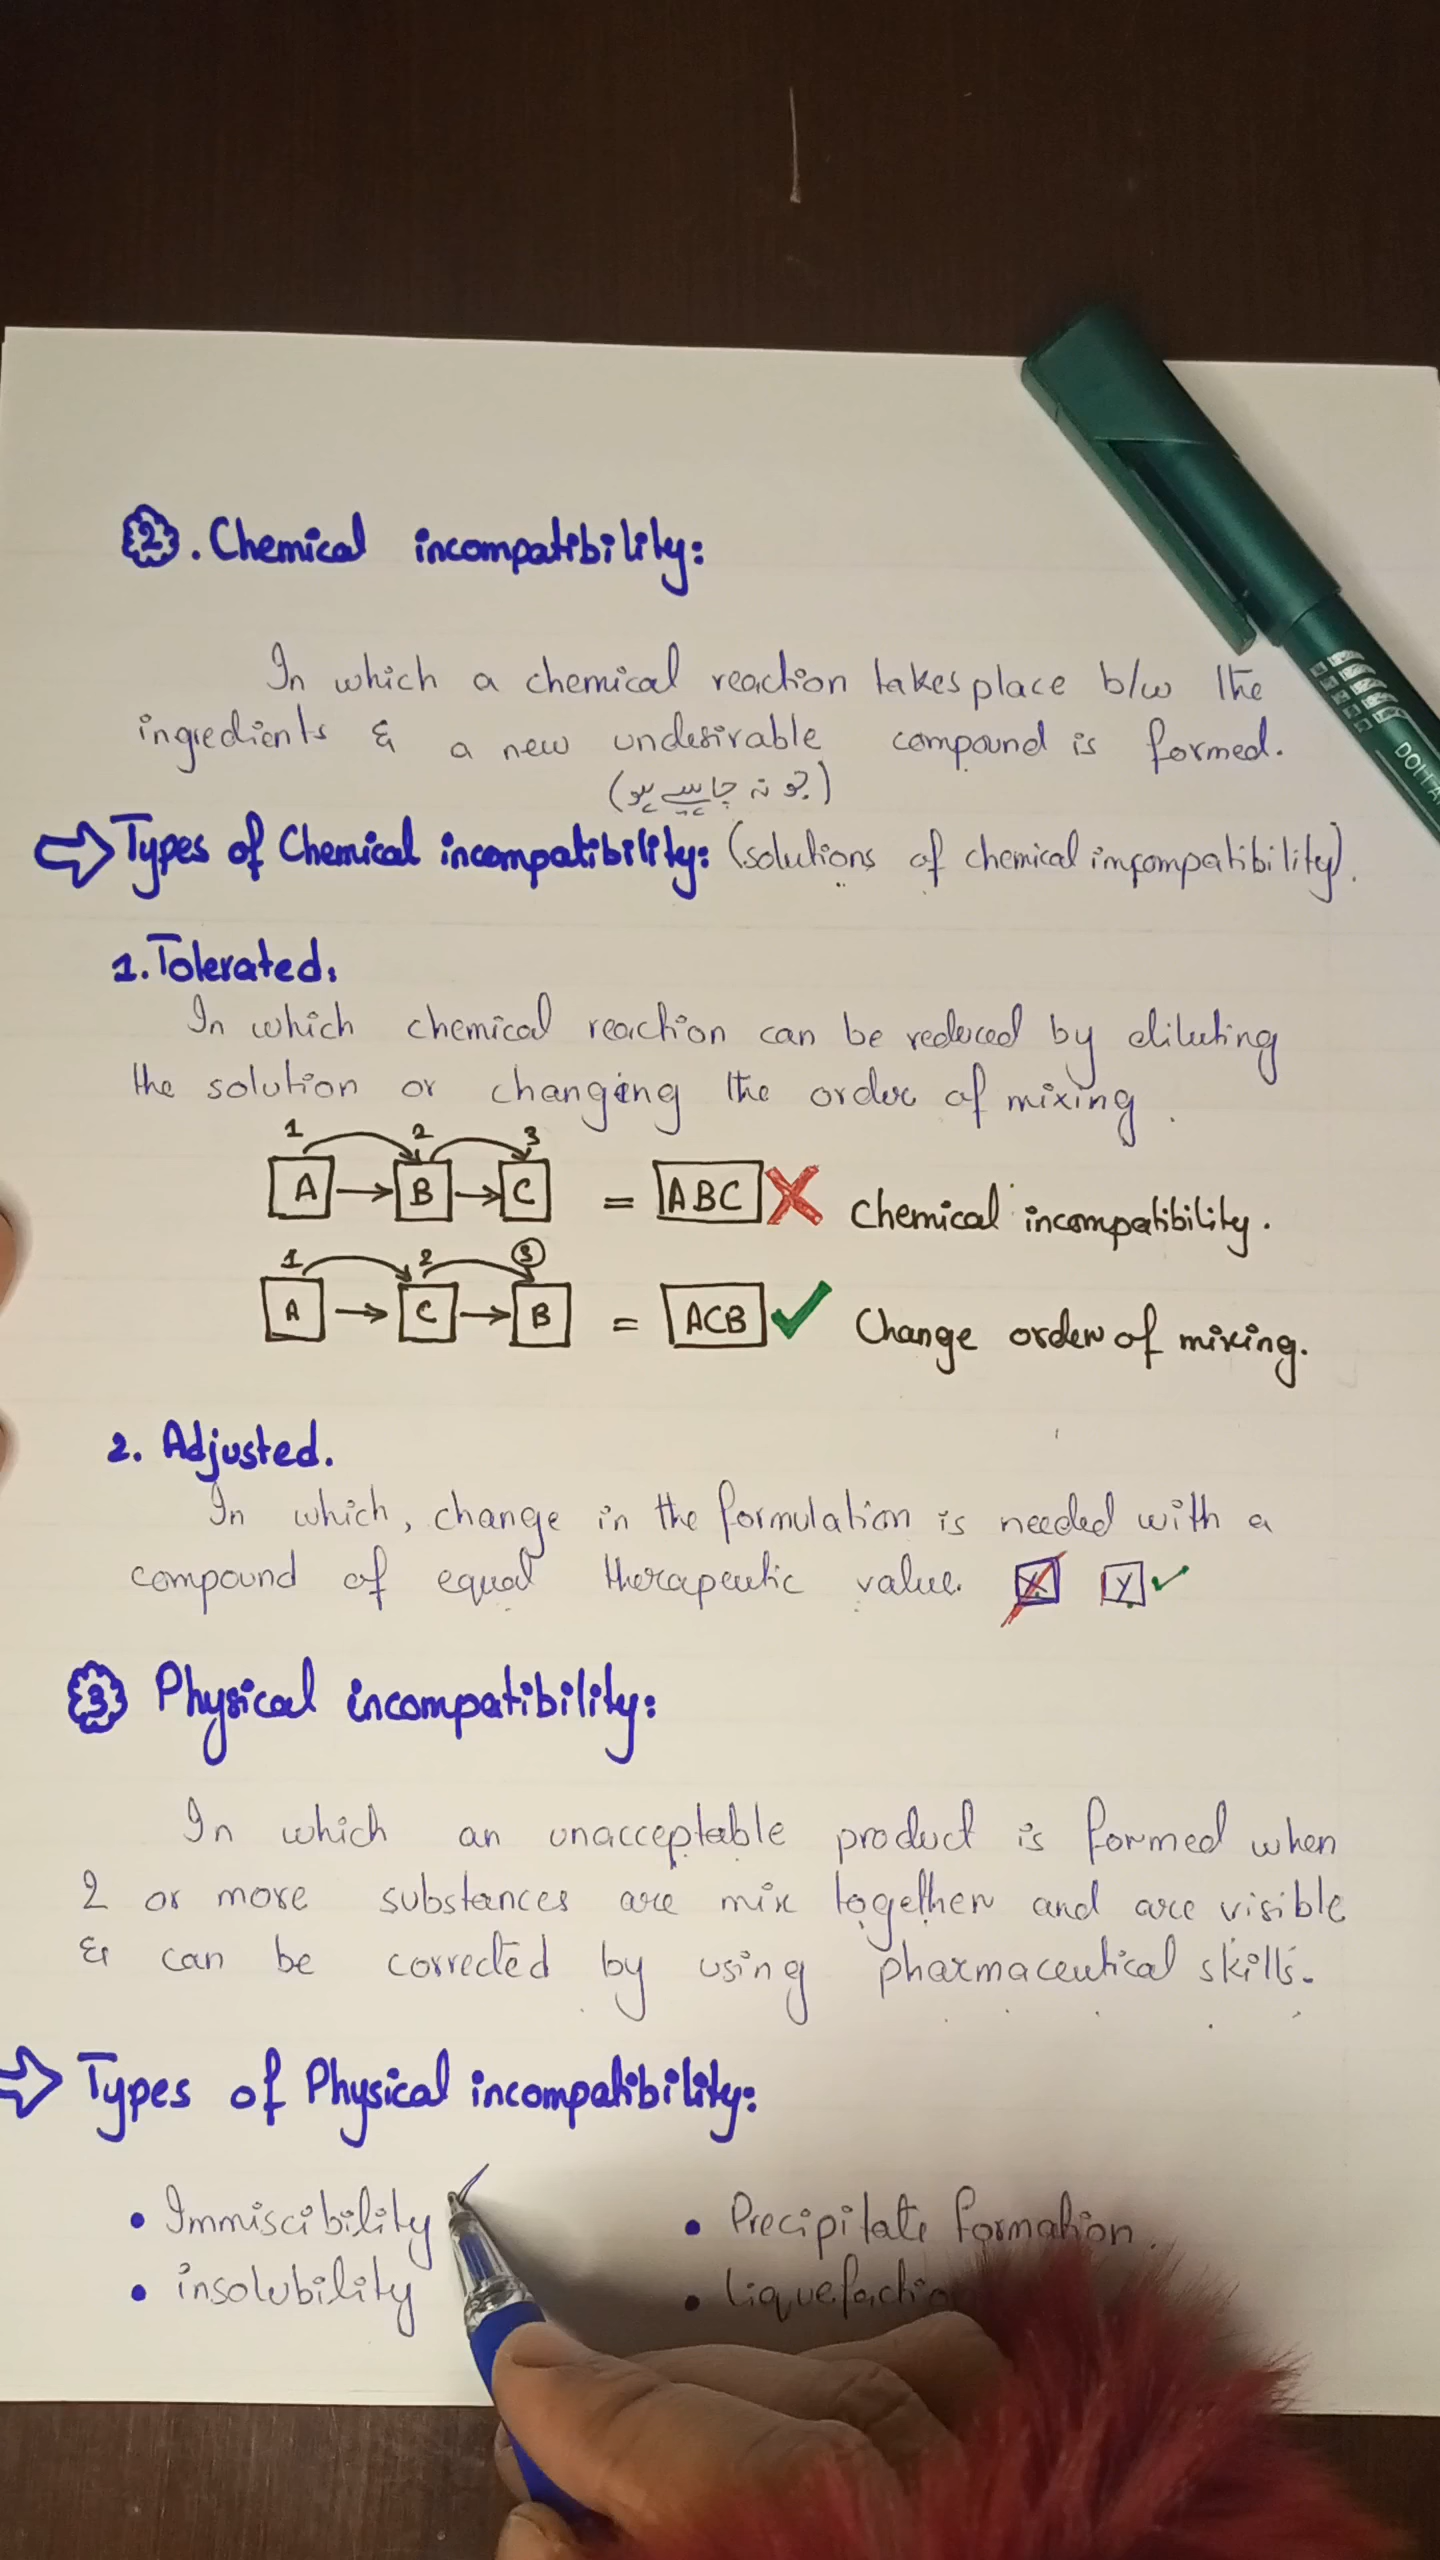 2. Chemical incompatibility:
In which a chemical reaction takes place b/w the
ingredients & a new undesirable compound is formed.
(جو نہ چاہیے ہو)
Types of Chemical incompatibility: (solutions of chemical imcompatibility).
1. Tolerated:
In which chemical reaction can be reduced by diluting
the solution or changing the order of mixing.
1 2 3
A → B → C = ABC X Chemical incompatibility.
1 2 3
A → C → B = ACB ✓ Change order of mixing.
2. Adjusted.
In which, change in the formulation is needed with a
compound of equal therapeutic value. X Y ✓
3 Physical incompatibility:
In which an unacceptable product is formed when
2 or more substances are mix together and are visible
& can be corrected by using pharmaceutical skills.
Types of Physical incompatibility:
• Immiscibility • Precipitate formation.
• insolubility • Liquefaction